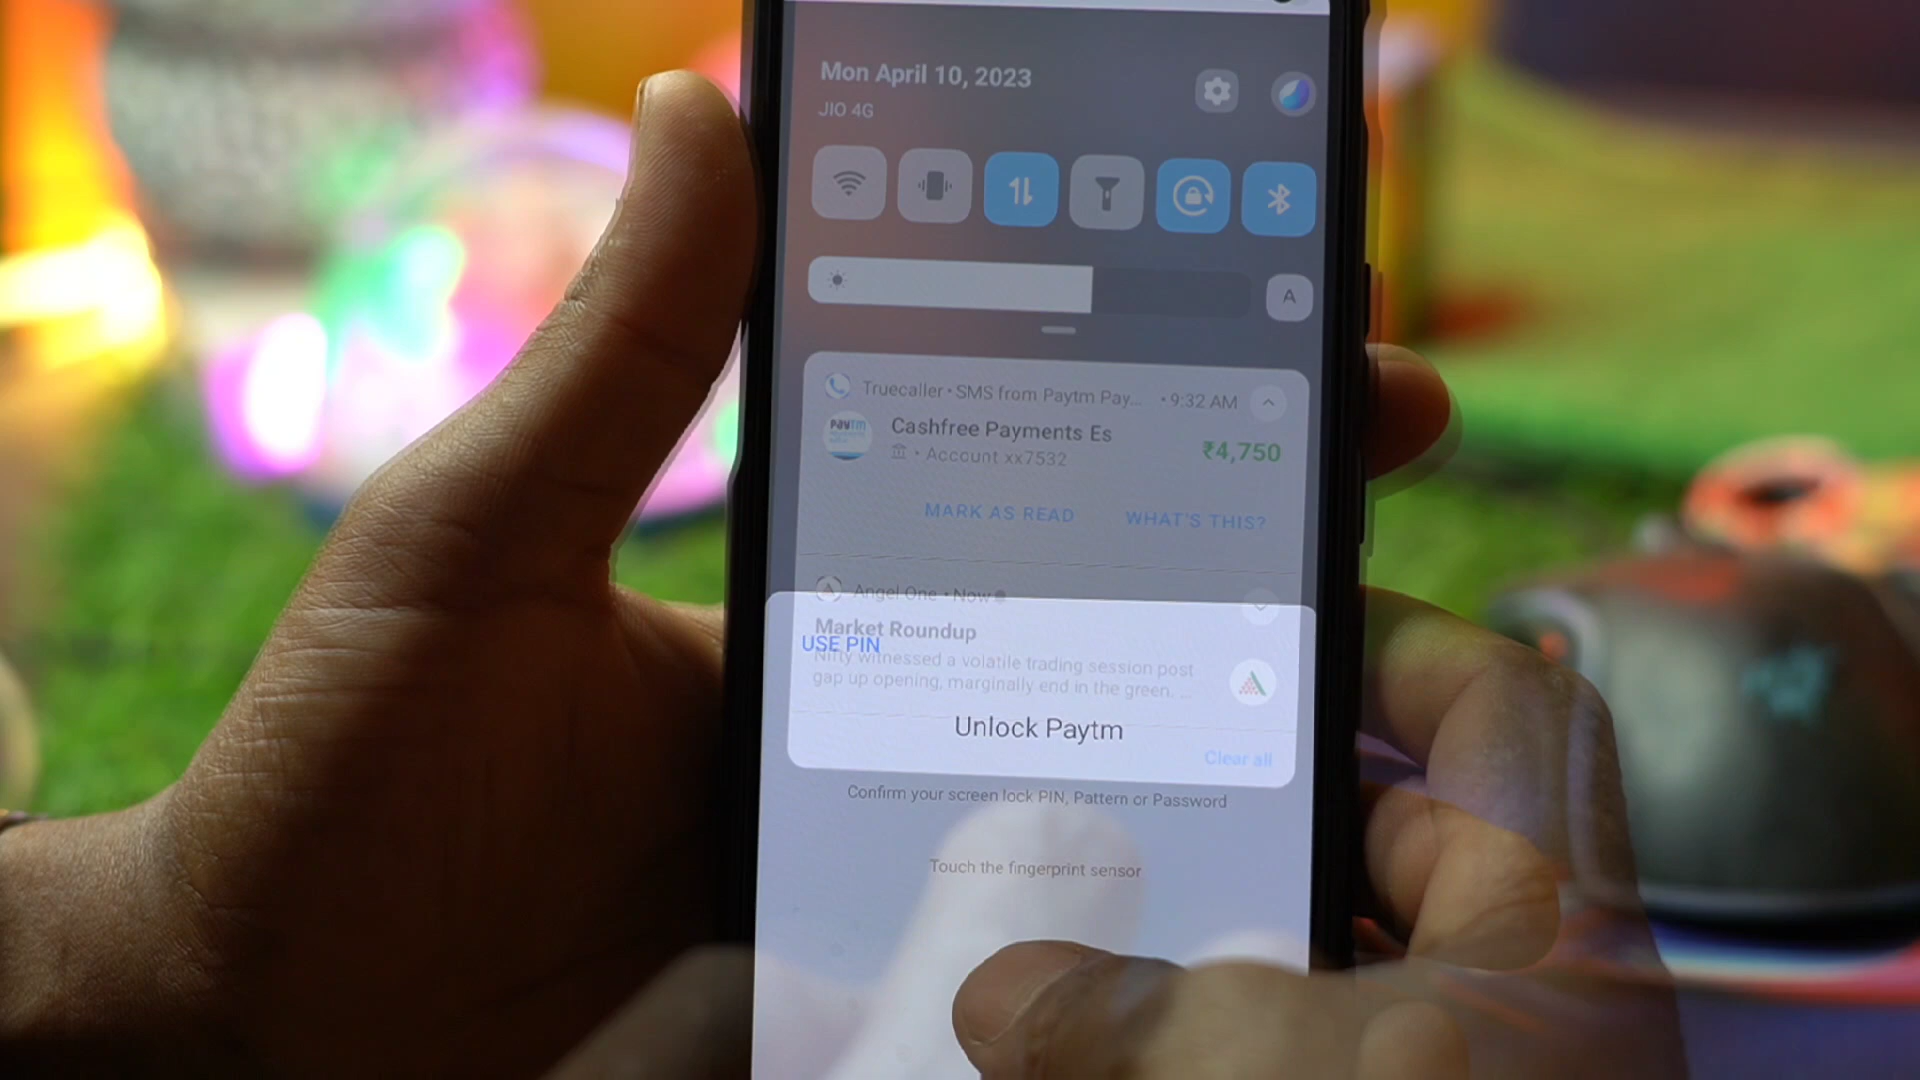 Mon April 10, 2023
JIO 4G
A
Truecaller • SMS from Paytm Pay... • 9:32 AM
Cashfree Payments Es
₹4,750
• Account xx7532
MARK AS READ WHAT'S THIS?
Angel One • Now
Market Roundup
USE PIN
Nifty witnessed a volatile trading session post
gap up opening, marginally end in the green. ...
Unlock Paytm
Clear all
Confirm your screen lock PIN, Pattern or Password
Touch the fingerprint sensor